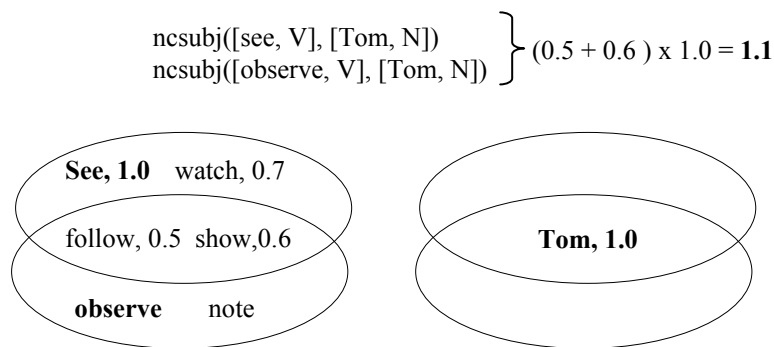 ncsubj([see, V], [Tom, N])
ncsubj([observe, V], [Tom, N])
(0.5 + 0.6 ) x 1.0 = 1.1
See, 1.0 watch, 0.7
follow, 0.5 show,0.6
observe note
Tom, 1.0